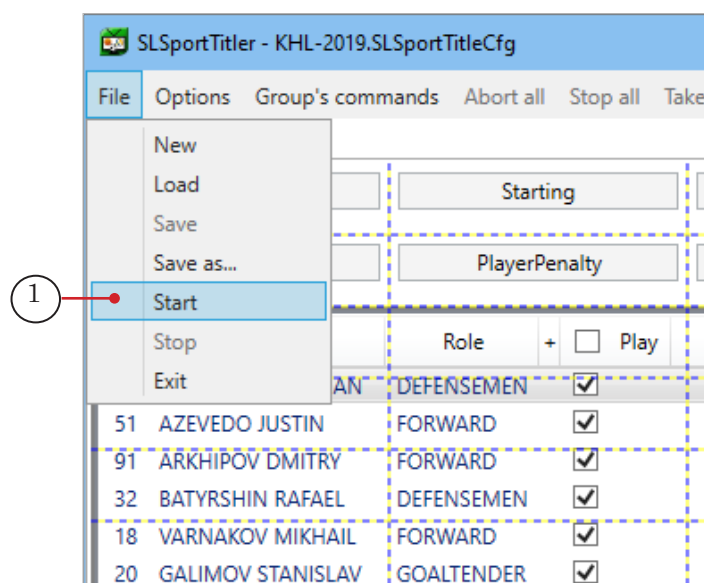 SLSportTitler - KHL-2019.SLSportTitleCfg
File Options Group's commands Abort all Stop all Take
New
Load
Save
Save as...
Start
Stop
Exit
1
Starting
PlayerPenalty
Role + Play
AN DEFENSEMEN
51 AZEVEDO JUSTIN FORWARD
91 ARKHIPOV DMITRY FORWARD
32 BATYRSHIN RAFAEL DEFENSEMEN
18 VARNAKOV MIKHAIL FORWARD
20 GALIMOV STANISLAV GOALTENDER